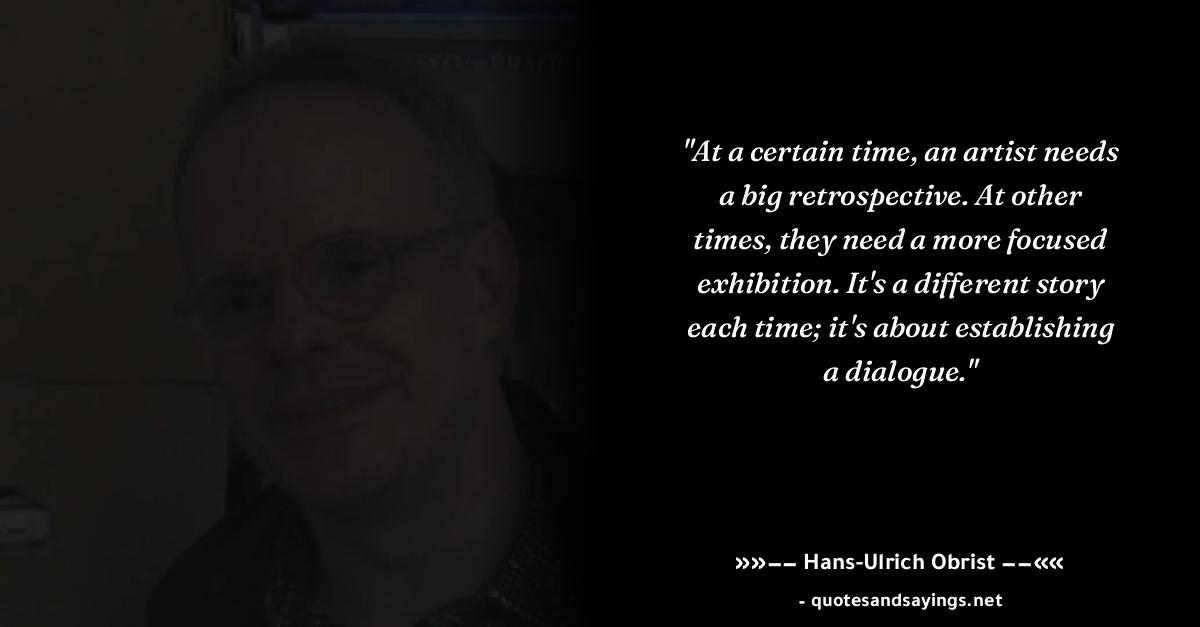 "At a certain time, an artist needs
a big retrospective. At other
times, they need a more focused
exhibition. It's a different story
each time; it's about establishing
a dialogue."
»»−− Hans-Ulrich Obrist −−««
- quotesandsayings.net